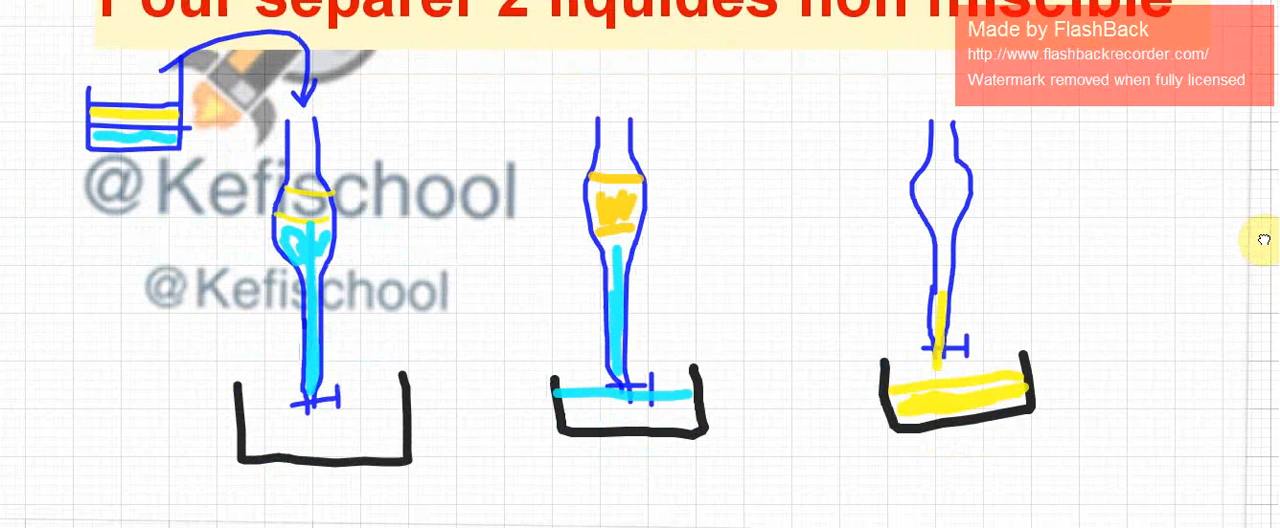 Pour séparer 2 liquides non miscible
Made by FlashBack
http://www.flashbackrecorder.com/
Watermark removed when fully licensed
@Kefischool
@Kefischool